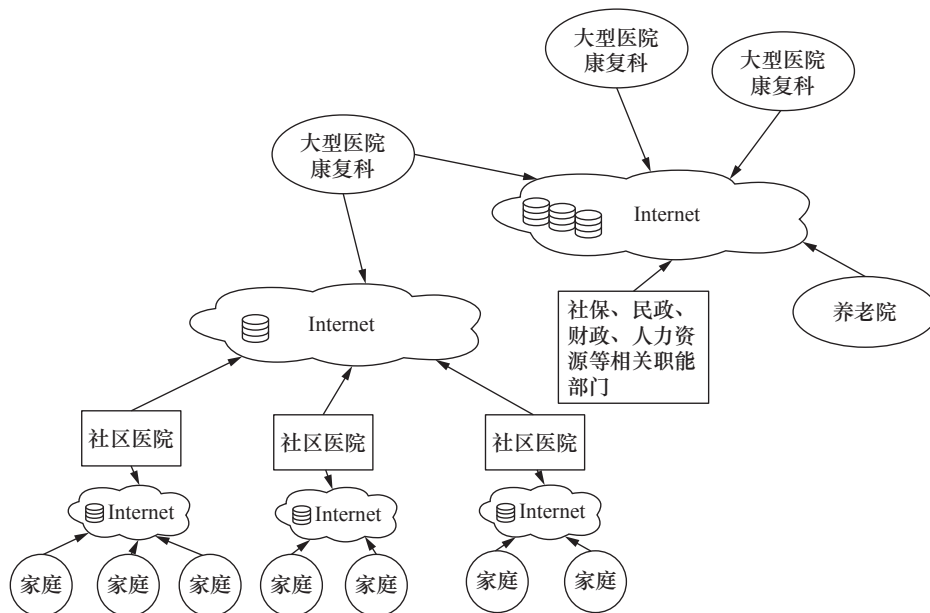 大型医院
康复科
大型医院
康复科
大型医院
康复科
Internet
社保、民政、
财政、人力资
源等相关职能
部门
养老院
Internet
社区医院
社区医院
社区医院
Internet
Internet
Internet
家庭
家庭
家庭
家庭
家庭
家庭
家庭